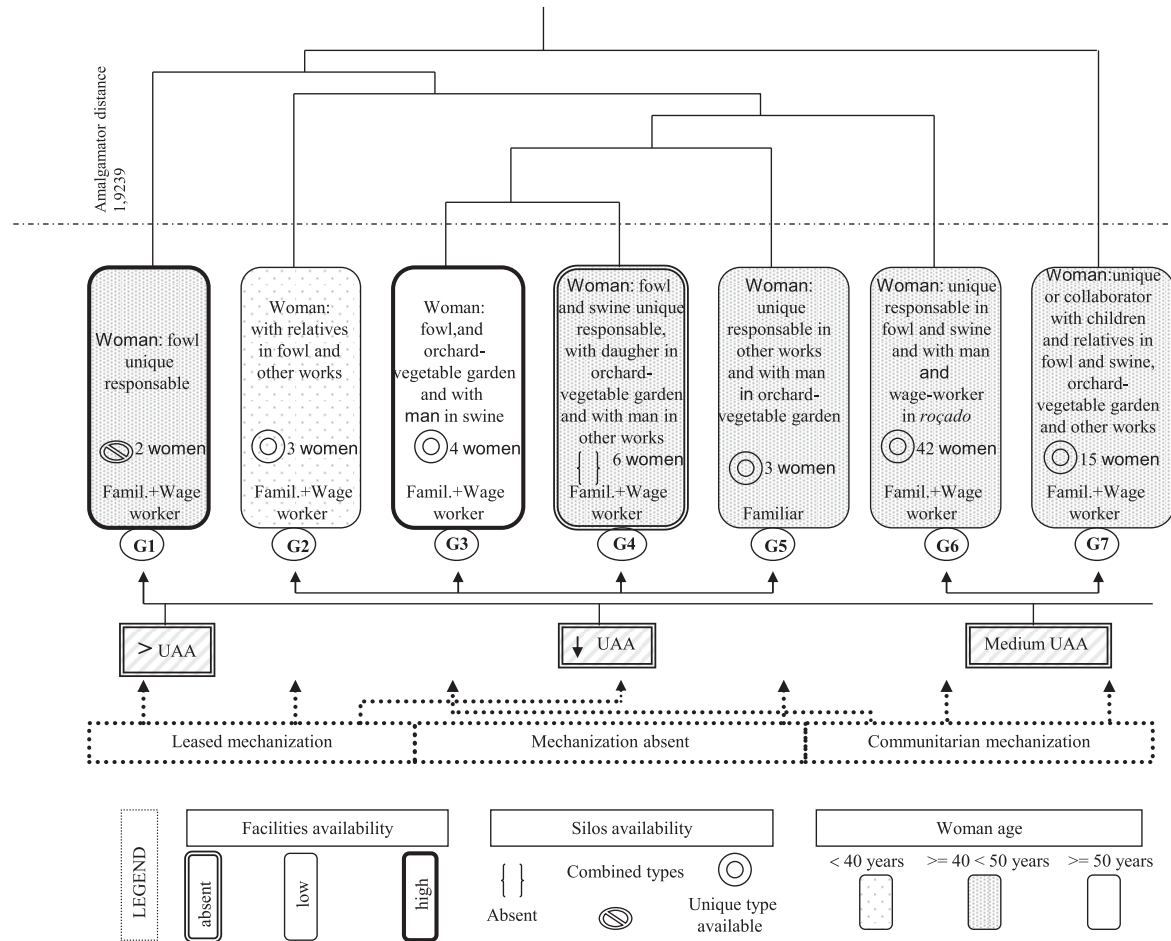 Amalgamator distance
1,9239
Woman: fowl
unique
responsable
2 women
Famil.+Wage
worker
G1
Woman:
with relatives
in fowl and
other works
3 women
Famil.+Wage
worker
G2
Woman:
fowl,and
orchard-
vegetable garden
and with
man in swine
4 women
Famil.+Wage
worker
G3
Woman: fowl
and swine unique
responsable,
with daugher in
orchard-
vegetable garden
and with man in
other works
{ } 6 women
Famil.+Wage
worker
G4
Woman:
unique
responsable in
other works
and with man
in orchard-
vegetable garden
3 women
Familiar
G5
Woman: unique
responsable in
fowl and swine
and with man
and
wage-worker
in roçado
42 women
Famil.+Wage
worker
G6
Woman:unique
or collaborator
with children
and relatives in
fowl and swine,
orchard-
vegetable garden
and other works
15 women
Famil.+Wage
worker
G7
> UAA
↓ UAA
Medium UAA
Leased mechanization
Mechanization absent
Communitarian mechanization
LEGEND
Facilities availability
absent
low
high
Silos availability
{ }
Absent
Combined types
Unique type
available
Woman age
< 40 years
>= 40 < 50 years
>= 50 years